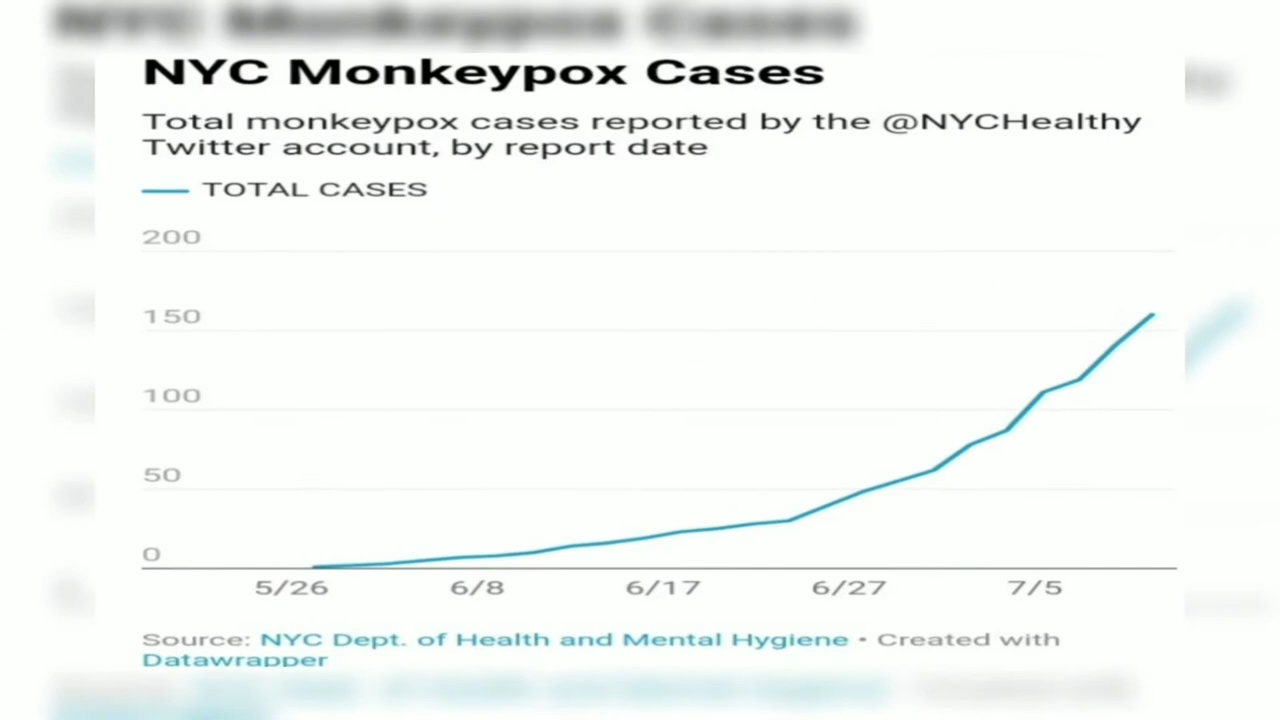 NYC Monkeypox Cases
Total monkeypox cases reported by the @NYCHealthy
Twitter account, by report date
TOTAL CASES
200
150
100
50
0
5/26 6/8 6/17 6/27 7/5
Source: NYC Dept. of Health and Mental Hygiene • Created with
Datawrapper